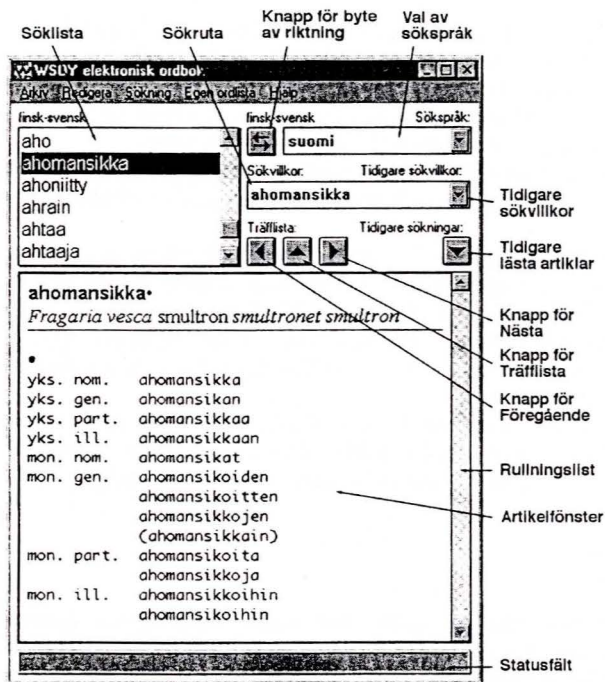 Söklista
Sökruta
Knapp för byte
av riktning
Val av
sökspråk
WSOY elektronisk ordbok
Arkiv Redigera Sökning Egen ordlista Hjälp
finsk-svensk
aho
ahomansikka
ahoniitty
ahrain
ahtaa
ahtaaja
finsk-svensk Sökspråk:
suomi
Sökvillkor: Tidigare sökvillkor:
ahomansikka
Träfflista: Tidigare sökningar:
Tidigare
sökvillkor
Tidigare
lästa artiklar
Knapp för
Nästa
Knapp för
Träfflista
Knapp för
Föregående
Rullningslist
Artikelfönster
Statusfält
ahomansikka•
Fragaria vesca smultron smultronet smultron
•
yks. nom. ahomansikka
yks. gen. ahomansikan
yks. part. ahomansikkaa
yks. ill. ahomansikkaan
mon. nom. ahomansikat
mon. gen. ahomansikoiden
ahomansikoitten
ahomansikkojen
(ahomansikkain)
mon. part. ahomansikoita
ahomansikkoja
mon. ill. ahomansikkoihin
ahomansikoihin